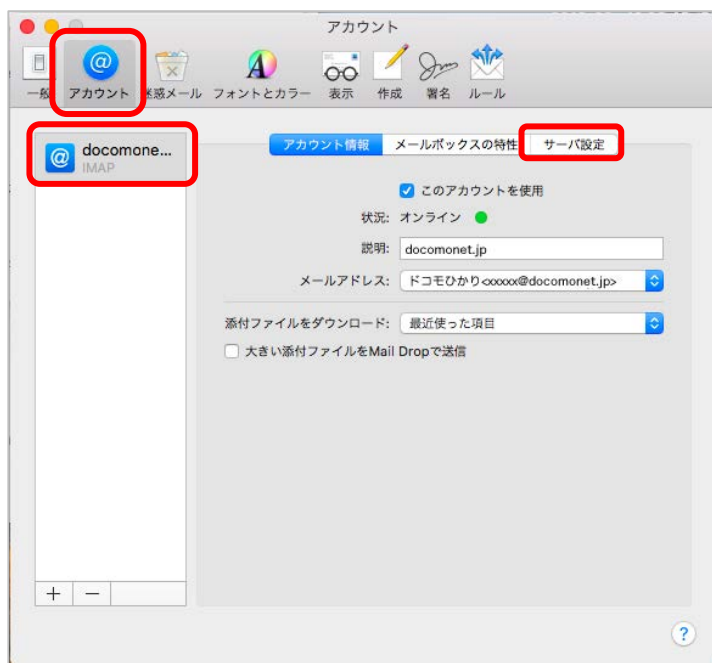 アカウント
一般 アカウント 迷惑メール フォントとカラー 表示 作成 署名 ルール
docomone...
IMAP
アカウント情報 メールボックスの特性 サーバ設定
このアカウントを使用
状況: オンライン
説明: docomonet.jp
メールアドレス: ドコモひかり<xxxxx@docomonet.jp>
添付ファイルをダウンロード: 最近使った項目
大きい添付ファイルをMail Dropで送信
+ −
?